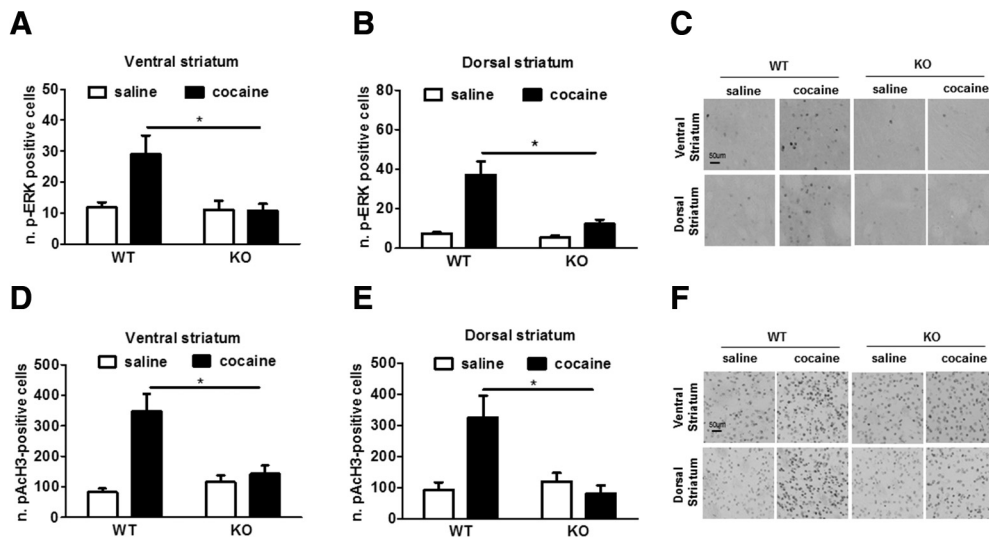 A
Ventral striatum
saline cocaine
n. p-ERK positive cells
50
40
30
20
10
0
*
WT KO
B
Dorsal striatum
saline cocaine
n. p-ERK positive cells
80
60
40
20
0
*
WT KO
C
WT KO
saline cocaine saline cocaine
Ventral
Striatum
50um
Dorsal
Striatum
D
Ventral striatum
saline cocaine
n. pAcH3-positive cells
500
400
300
200
100
0
*
WT KO
E
Dorsal striatum
saline cocaine
n. pAcH3-positive cells
500
400
300
200
100
0
*
WT KO
F
WT KO
saline cocaine saline cocaine
Ventral
Striatum
50um
Dorsal
Striatum